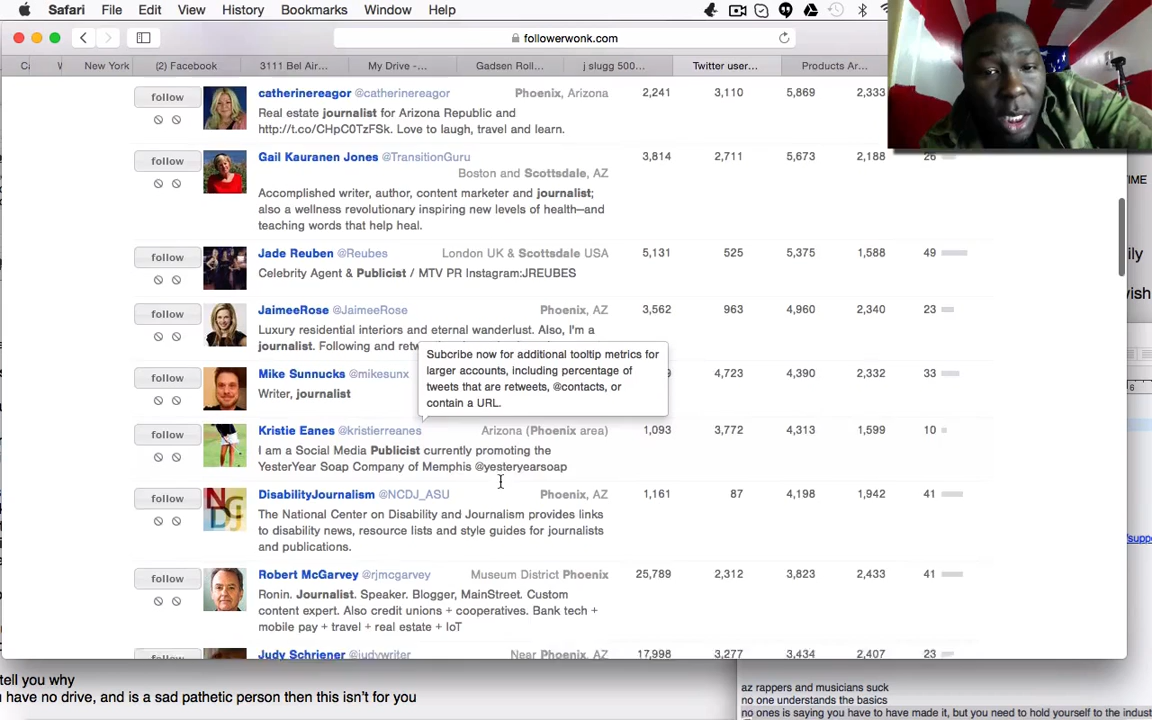 Safari File Edit View History Bookmarks Window Help
followerwonk.com
New York (2) Facebook 3111 Bel Air... My Drive -... Gadsen Roll... j slugg 500... Twitter user... Products Ar...
follow catherinereagor @catherinereagor Phoenix, Arizona 2,241 3,110 5,869 2,333
Real estate journalist for Arizona Republic and
http://t.co/CHpC0TzFSk. Love to laugh, travel and learn.
follow Gail Kauranen Jones @TransitionGuru 3,814 2,711 5,673 2,188 26
Boston and Scottsdale, AZ
Accomplished writer, author, content marketer and journalist;
also a wellness revolutionary inspiring new levels of health—and
teaching words that help heal.
follow Jade Reuben @Reubes London UK & Scottsdale USA 5,131 525 5,375 1,588 49
Celebrity Agent & Publicist / MTV PR Instagram:JREUBES
follow JaimeeRose @JaimeeRose Phoenix, AZ 3,562 963 4,960 2,340 23
Luxury residential interiors and eternal wanderlust. Also, I'm a
journalist. Following and
Subcribe now for additional tooltip metrics for
larger accounts, including percentage of
tweets that are retweets, @contacts, or
contain a URL.
follow Mike Sunnucks @mikesunx 4,723 4,390 2,332 33
Writer, journalist
follow Kristie Eanes @kristierreanes Arizona (Phoenix area) 1,093 3,772 4,313 1,599 10
I am a Social Media Publicist currently promoting the
YesterYear Soap Company of Memphis @yesteryearsoap
follow DisabilityJournalism @NCDJ_ASU Phoenix, AZ 1,161 87 4,198 1,942 41
The National Center on Disability and Journalism provides links
to disability news, resource lists and style guides for journalists
and publications.
follow Robert McGarvey @rjmcgarvey Museum District Phoenix 25,789 2,312 3,823 2,433 41
Ronin. Journalist. Speaker. Blogger, MainStreet. Custom
content expert. Also credit unions + cooperatives. Bank tech +
mobile pay + travel + real estate + IoT
follow Judy Schriener @judywriter Near Phoenix, AZ 17,998 3,277 3,434 2,407 23
tell you why
have no drive, and is a sad pathetic person then this isn't for you
az rappers and musicians suck
no one understands the basics
no ones is saying you have to have made it, but you need to hold yourself to the indust